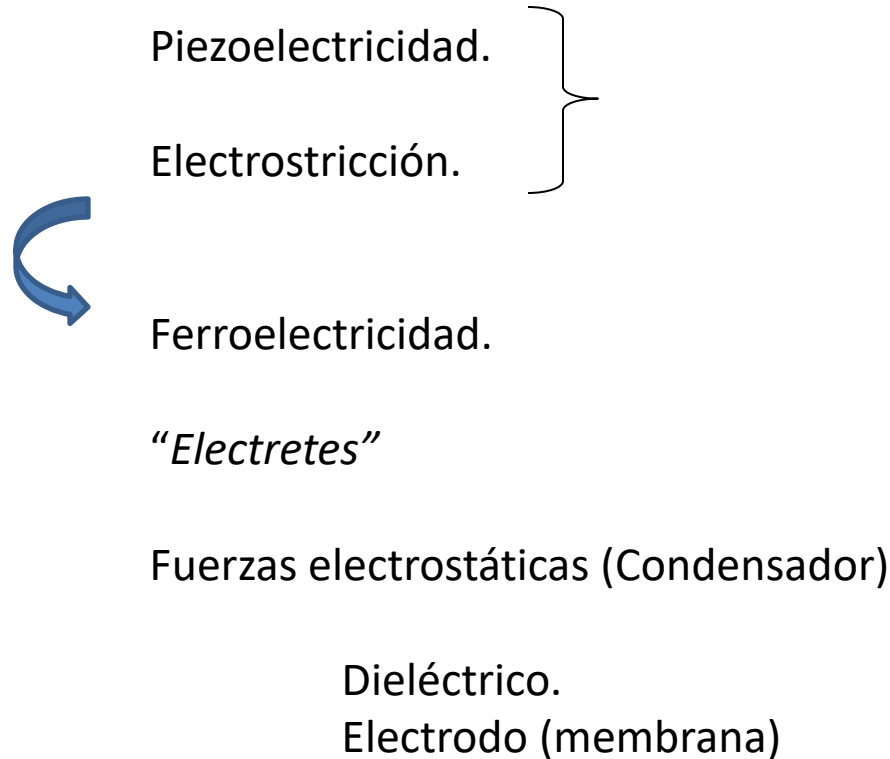 Piezoelectricidad.
Electrostricción.
Ferroelectricidad.
“Electretes”
Fuerzas electrostáticas (Condensador)
Dieléctrico.
Electrodo (membrana)